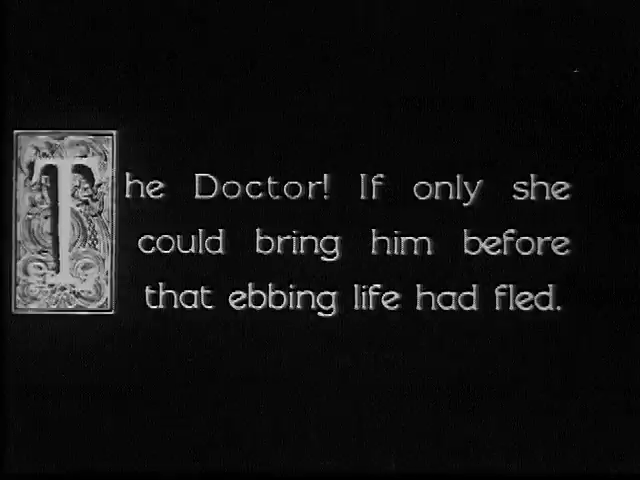 The Doctor! If only she
could bring him before
that ebbing life had fled.